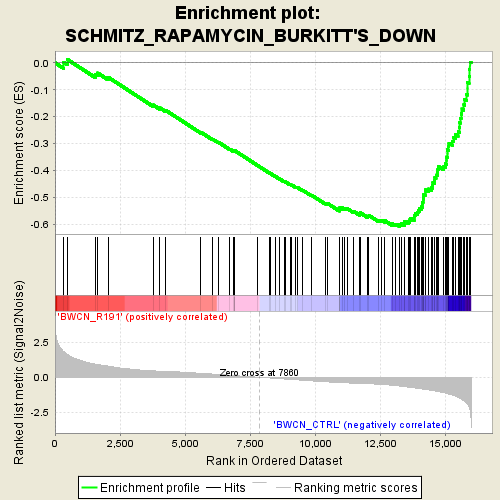 Enrichment plot:
SCHMITZ_RAPAMYCIN_BURKITT'S_DOWN
Enrichment score (ES)
0.1
0.0
-0.1
-0.2
-0.3
-0.4
-0.5
-0.6
'BWCN_R191' (positively correlated)
Ranked list metric (Signal2Noise)
2.5
0.0
-2.5
Zero cross at 7860
'BWCN_CTRL' (negatively correlated)
0
2,500
5,000
7,500
10,000
12,500
15,000
Rank in Ordered Dataset
Enrichment profile
Hits
Ranking metric scores